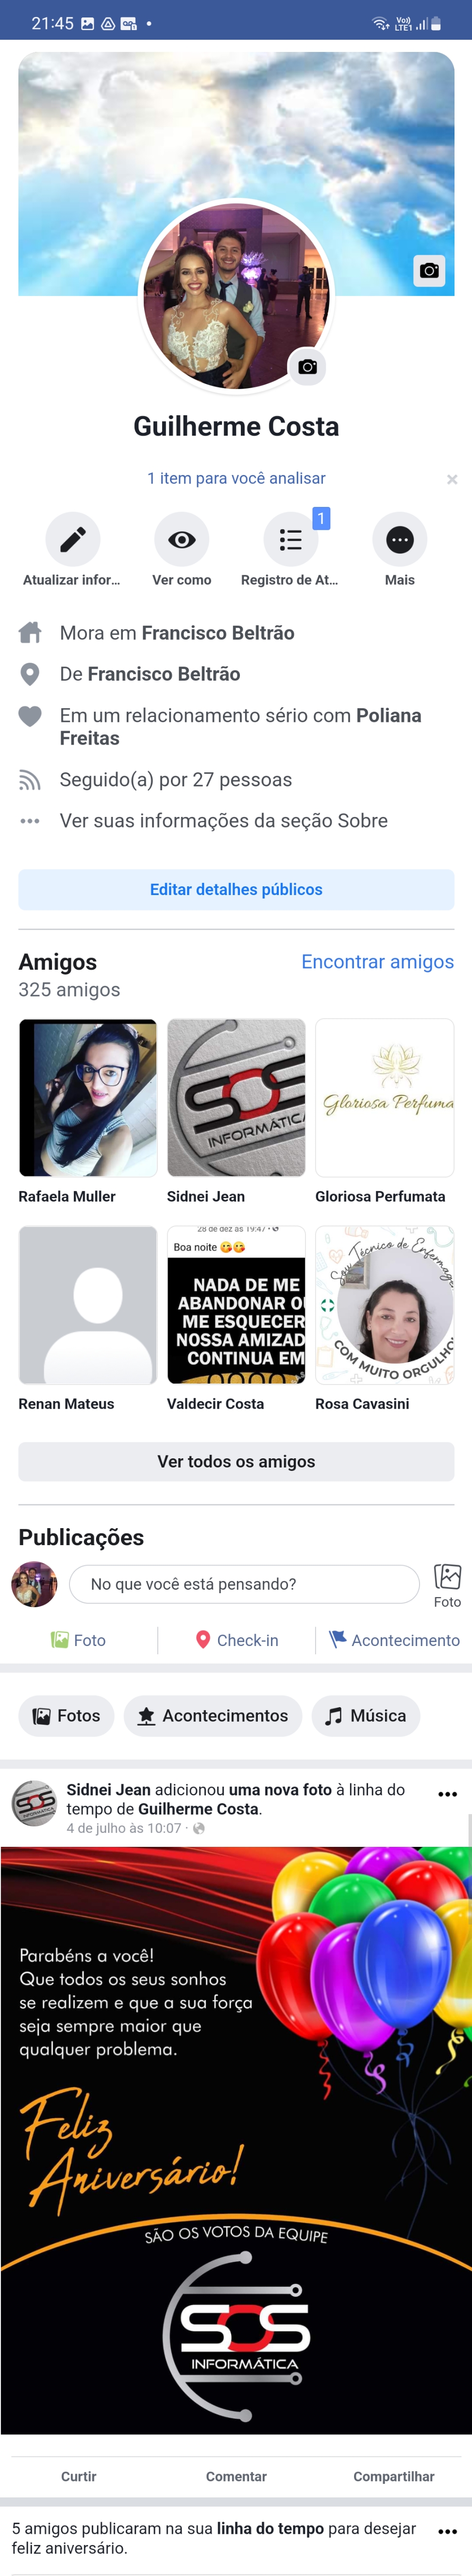 21:45
Vo))
LTE1
Guilherme Costa
1 item para você analisar
1
Atualizar infor...
Ver como
Registro de At...
Mais
Mora em Francisco Beltrão
De Francisco Beltrão
Em um relacionamento sério com Poliana
Freitas
Seguido(a) por 27 pessoas
Ver suas informações da seção Sobre
Editar detalhes públicos
Amigos
Encontrar amigos
325 amigos
SOS
INFORMÁTICA
Gloriosa Perfuma
Rafaela Muller
Sidnei Jean
Gloriosa Perfumata
28 de dez às 19:47
Boa noite
NADA DE ME
ABANDONAR O
ME ESQUECER
NOSSA AMIZAD
CONTINUA EM
Sou Técnico de Enfermage
COM MUITO ORGULHO
Renan Mateus
Valdecir Costa
Rosa Cavasini
Ver todos os amigos
Publicações
No que você está pensando?
Foto
Foto
Check-in
Acontecimento
Fotos
Acontecimentos
Música
SOS
INFORMÁTICA
Sidnei Jean adicionou uma nova foto à linha do
tempo de Guilherme Costa.
4 de julho às 10:07 ·
Parabéns a você!
Que todos os seus sonhos
se realizem e que a sua força
seja sempre maior que
qualquer problema.
Feliz
Aniversário!
SÃO OS VOTOS DA EQUIPE
SOS
INFORMÁTICA
Curtir
Comentar
Compartilhar
5 amigos publicaram na sua linha do tempo para desejar
feliz aniversário.